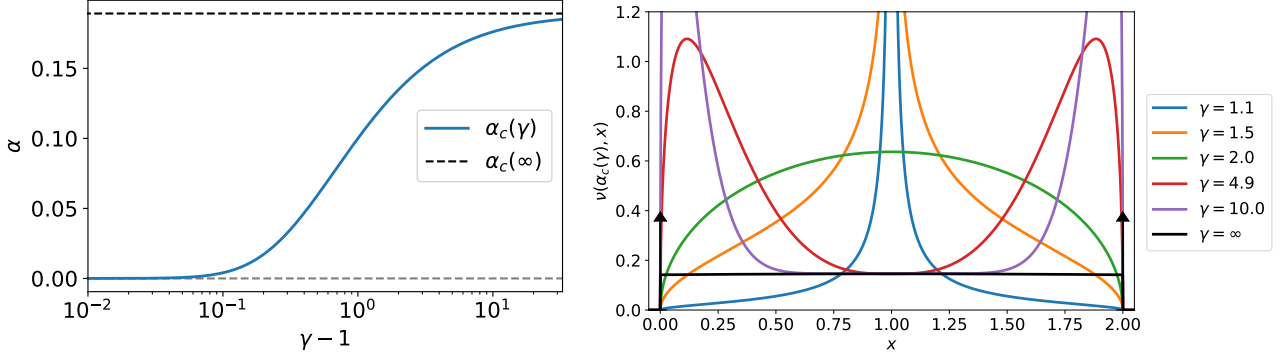 0.15
0.10
0.05
0.00
α
10⁻²
10⁻¹
10⁰
10¹
γ − 1
α_c(γ)
α_c(∞)
1.2
1.0
0.8
0.6
0.4
0.2
0.0
ν(α_c(γ), x)
0.00
0.25
0.50
0.75
1.00
1.25
1.50
1.75
2.00
x
γ = 1.1
γ = 1.5
γ = 2.0
γ = 4.9
γ = 10.0
γ = ∞